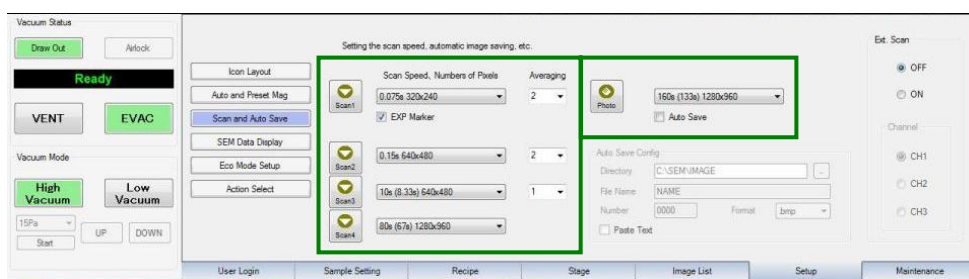 Vacuum Status
Draw Out Airlock
Ready
VENT EVAC
Vacuum Mode
High Vacuum Low Vacuum
15Pa UP DOWN
Start
Icon Layout
Auto and Preset Mag
Scan and Auto Save
SEM Data Display
Eco Mode Setup
Action Select
Setting the scan speed, automatic image saving, etc.
Scan Speed, Numbers of Pixels Averaging
Scan1 0.075s 320x240 2
EXP Marker
Scan2 0.15s 640x480 2
Scan3 10s (8.33s) 640x480 1
Scan4 80s (67s) 1280x960
Photo 160s (133s) 1280x960
Auto Save
Auto Save Config
Directory C:\SEM\IMAGE ...
File Name NAME
Number 0000 Format .bmp
Paste Text
Ext. Scan
OFF
ON
Channel
CH1
CH2
CH3
User Login Sample Setting Recipe Stage Image List Setup Maintenance